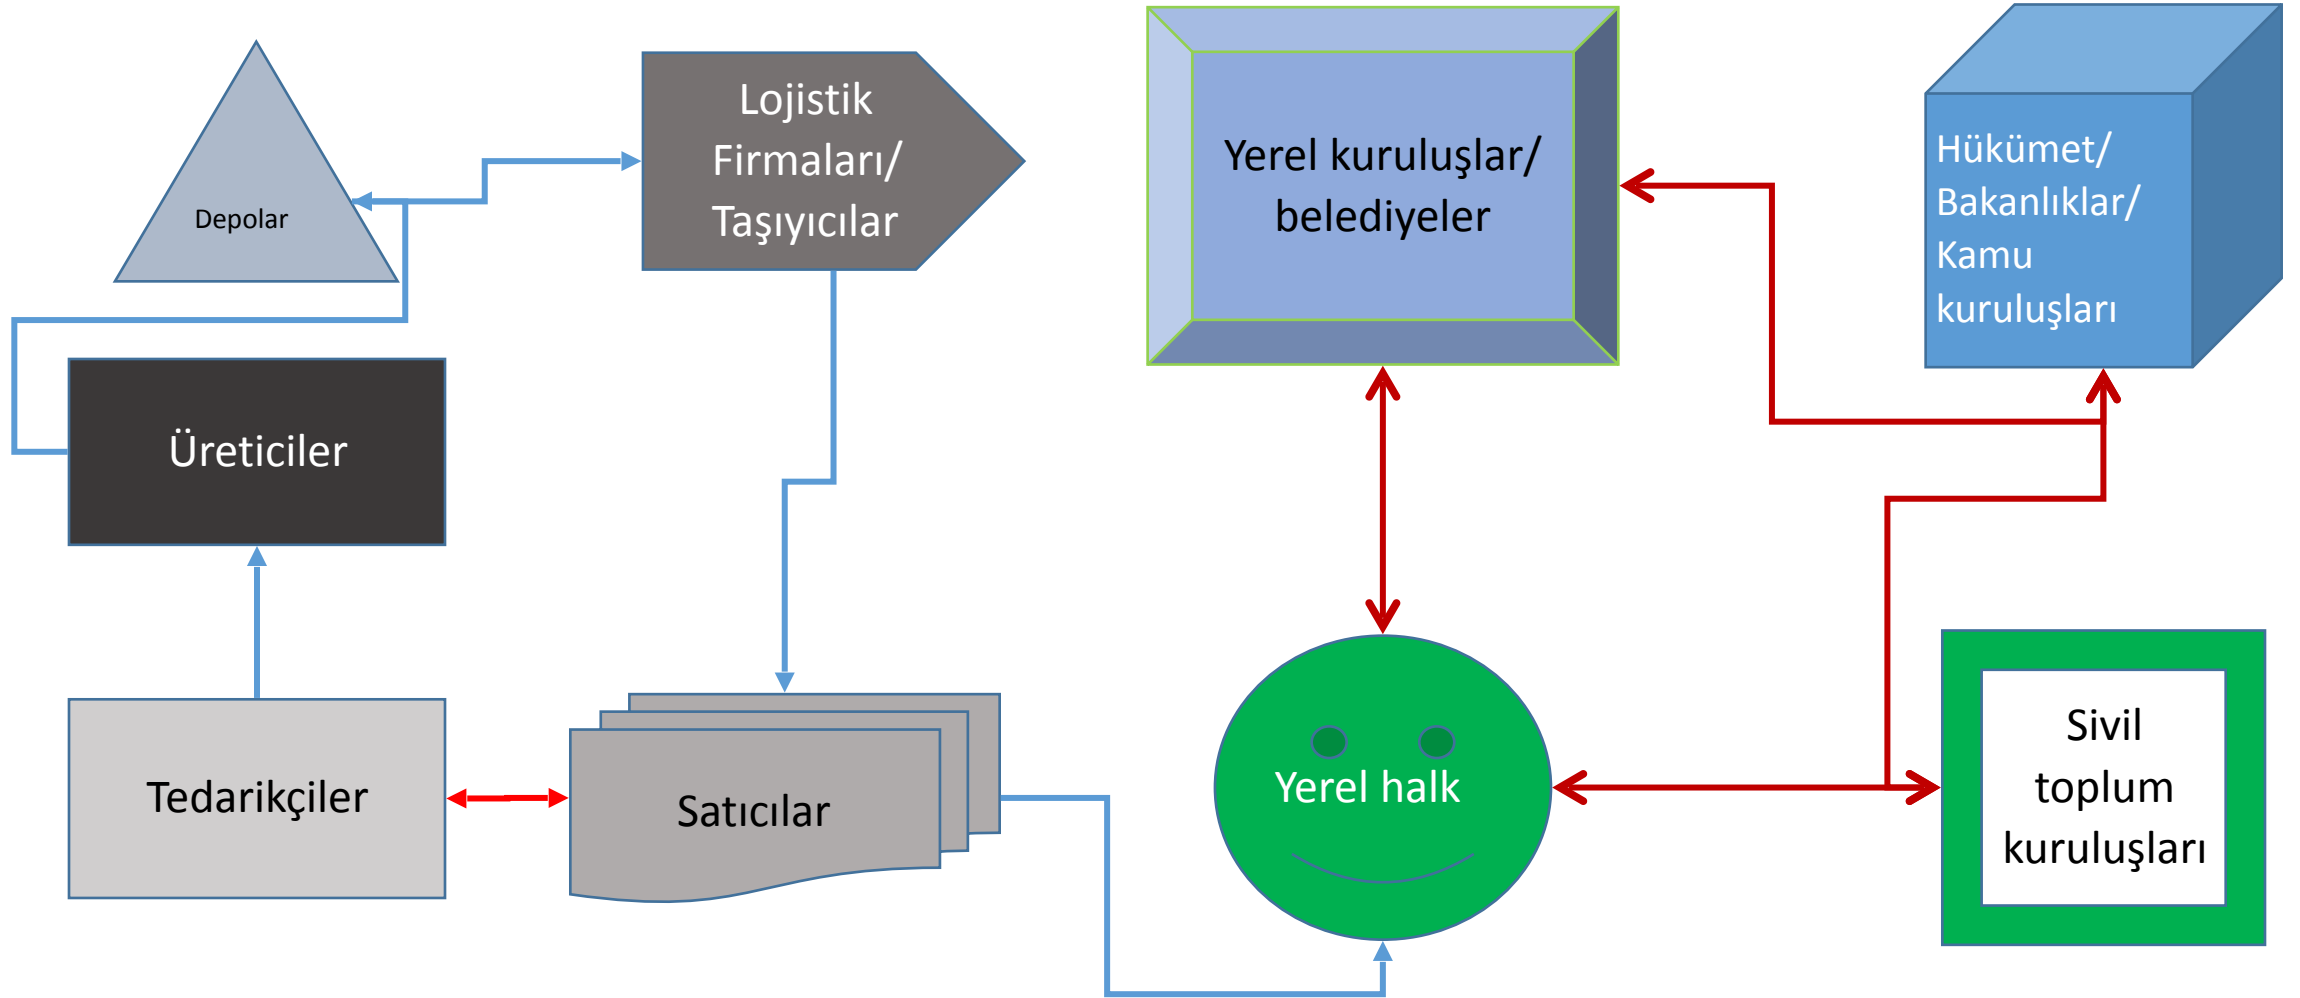 Depolar
Lojistik
Firmaları/
Taşıyıcılar
Yerel kuruluşlar/
belediyeler
Hükümet/
Bakanlıklar/
Kamu
kuruluşları
Üreticiler
Tedarikçiler
Satıcılar
Yerel halk
Sivil
toplum
kuruluşları